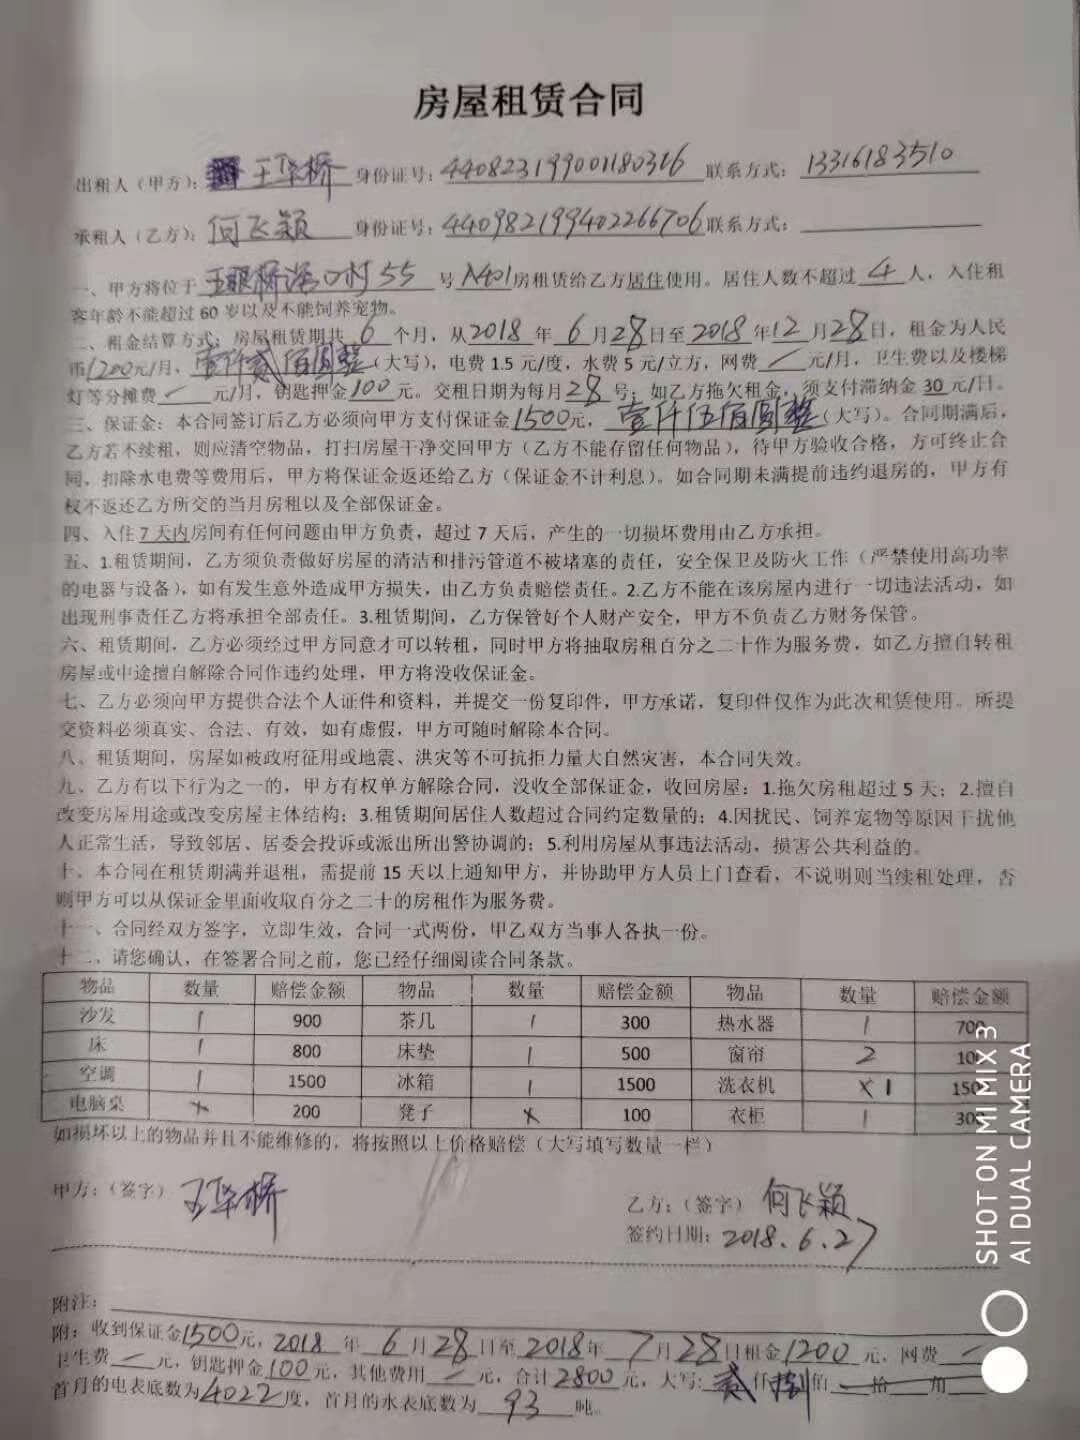 房屋租赁合同
出租人（甲方）：王华桥 身份证号：440823199001180316 联系方式：13316183510
承租人（乙方）：何飞颖 身份证号：440982199402266706 联系方式：
一、甲方将位于 村55 号A401房租赁给乙方居住使用。居住人数不超过 4 人，入住租
客年龄不能超过 60 岁以及不能饲养宠物。
二、租金结算方式：房屋租赁期共 6 个月，从2018 年 6 月28日至2018年12月28日，租金为人民
币1200元/月，壹仟贰佰圆整（大写），电费 1.5 元/度，水费 5 元/立方，网费 — 元/月，卫生费以及楼梯
灯等分摊费 — 元/月，钥匙押金100 元。交租日期为每月28 号；如乙方拖欠租金，须支付滞纳金 30 元/日。
三、保证金：本合同签订后乙方必须向甲方支付保证金1500元，壹仟伍佰圆整（大写）。合同期满后，
乙方若不续租，则应清空物品，打扫房屋干净交回甲方（乙方不能存留任何物品），待甲方验收合格，方可终止合
同，扣除水电费等费用后，甲方将保证金返还给乙方（保证金不计利息）。如合同期未满提前违约退房的，甲方有
权不返还乙方所交的当月房租以及全部保证金。
四、入住 7 天内房间有任何问题由甲方负责，超过 7 天后，产生的一切损坏费用由乙方承担。
五、1.租赁期间，乙方须负责做好房屋的清洁和排污管道不被堵塞的责任，安全保卫及防火工作（严禁使用高功率
的电器与设备），如有发生意外造成甲方损失，由乙方负责赔偿责任。2.乙方不能在该房屋内进行一切违法活动，如
出现刑事责任乙方将承担全部责任。3.租赁期间，乙方保管好个人财产安全，甲方不负责乙方财务保管。
六、租赁期间，乙方必须经过甲方同意才可以转租，同时甲方将抽取房租百分之二十作为服务费，如乙方擅自转租
房屋或中途擅自解除合同作违约处理，甲方将没收保证金。
七、乙方必须向甲方提供合法个人证件和资料，并提交一份复印件，甲方承诺，复印件仅作为此次租赁使用。所提
交资料必须真实、合法、有效，如有虚假，甲方可随时解除本合同。
八、租赁期间，房屋如被政府征用或地震、洪灾等不可抗拒力量大自然灾害，本合同失效。
九、乙方有以下行为之一的，甲方有权单方解除合同，没收全部保证金，收回房屋：1.拖欠房租超过 5 天；2.擅自
改变房屋用途或改变房屋主体结构；3.租赁期间居住人数超过合同约定数量的；4.因扰民、饲养宠物等原因干扰他
人正常生活，导致邻居、居委会投诉或派出所出警协调的；5.利用房屋从事违法活动，损害公共利益的。
十、本合同在租赁期满并退租，需提前 15 天以上通知甲方，并协助甲方人员上门查看，不说明则当续租处理，否
则甲方可以从保证金里面收取百分之二十的房租作为服务费。
十一、合同经双方签字，立即生效，合同一式两份，甲乙双方当事人各执一份。
十二、请您确认，在签署合同之前，您已经仔细阅读合同条款。
物品 数量 赔偿金额 物品 数量 赔偿金额 物品 数量 赔偿金额
沙发 1 900 茶几 1 300 热水器 1 700
床 1 800 床垫 1 500 窗帘 2 100
空调 1 1500 冰箱 1 1500 洗衣机 ×1 150
电脑桌 × 200 凳子 × 100 衣柜 1 300
如损坏以上的物品并且不能维修的，将按照以上价格赔偿（大写填写数量一栏）
甲方：（签字）王华桥
乙方：（签字）何飞颖
签约日期：2018.6.27
附注：
附：收到保证金1500元，2018 年 6 月28 日至2018年 7 月28日租金1200 元，网费 —
卫生费 — 元，钥匙押金100元，其他费用 — 元，合计2800元，大写：贰仟捌佰 拾 角
首月的电表底数为4022度，首月的水表底数为 93 吨。
SHOT ON MI MIX 3
AI DUAL CAMERA